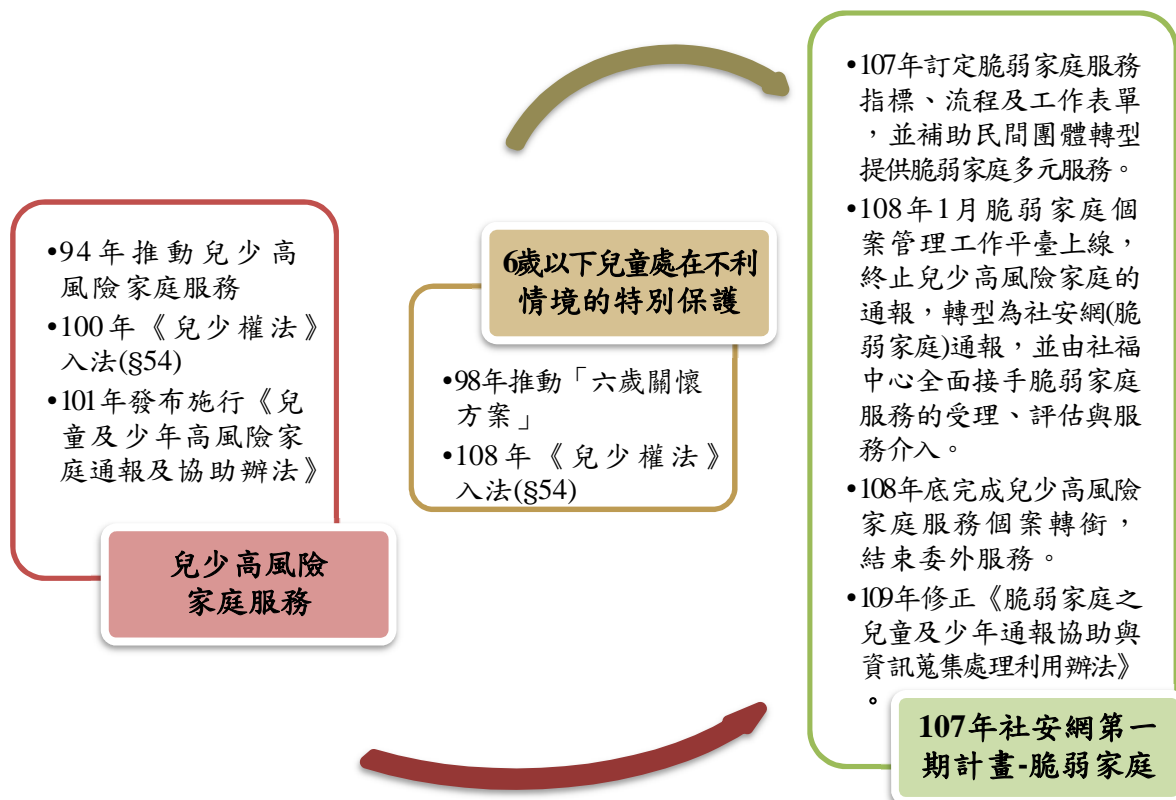 •94年推動兒少高
風險家庭服務
•100年《兒少權法》
入法(§54)
•101年發布施行《兒
童及少年高風險家
庭通報及協助辦法》
兒少高風險
家庭服務
6歲以下兒童處在不利
情境的特別保護
•98年推動「六歲關懷
方案」
•108年《兒少權法》
入法(§54)
•107年訂定脆弱家庭服務
指標、流程及工作表單
，並補助民間團體轉型
提供脆弱家庭多元服務。
•108年1月脆弱家庭個
案管理工作平臺上線，
終止兒少高風險家庭的
通報，轉型為社安網(脆
弱家庭)通報，並由社福
中心全面接手脆弱家庭
服務的受理、評估與服
務介入。
•108年底完成兒少高風險
家庭服務個案轉銜，
結束委外服務。
•109年修正《脆弱家庭之
兒童及少年通報協助與
資訊蒐集處理利用辦法》
。
107年社安網第一
期計畫-脆弱家庭